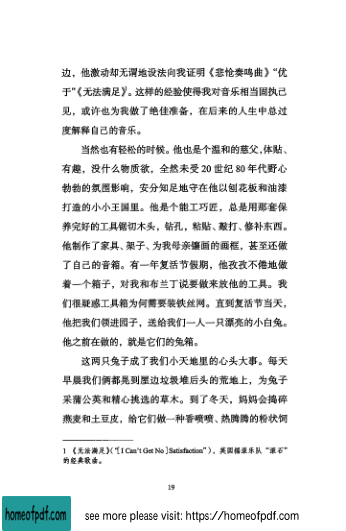 边，他激动却无谓地设法向我证明《悲怆奏鸣曲》“优
于”《无法满足》¹。这样的经验使得我对音乐相当固执己
见，或许也为我做了绝佳准备，在后来的人生中总过
度解释自己的音乐。
当然也有轻松的时候。他也是个温和的慈父，体贴、
有趣，没什么物质欲，全然未受20世纪80年代野心
勃勃的氛围影响，安分知足地守在他以刨花板和油漆
打造的小小王国里。他是个能工巧匠，总是用那套保
养完好的工具锯切木头，钻孔，粘贴、敲打、修补东西。
他制作了家具、架子、为我母亲镶画的画框，甚至还做
了自己的音箱。有一年复活节假期，他孜孜不倦地做
着一个箱子，对我和布兰丁说要做来放他的工具。我
们很疑惑工具箱为何需要装铁丝网。直到复活节当天，
他把我们领进园子，送给我们一人一只漂亮的小白兔。
他之前在做的，就是它们的兔箱。
这两只兔子成了我们小天地里的心头大事。每天
早晨我们俩都晃到屋边垃圾堆后头的荒地上，为兔子
采蒲公英和精心挑选的草木。到了冬天，妈妈会捣碎
燕麦和土豆皮，给它们做一种香喷喷、热腾腾的粉状饲
1 《无法满足》（“[I Can't Get No] Satisfaction”），英国摇滚乐队“滚石”
的经典歌曲。
19
homeofpdf.com
see more please visit: https://homeofpdf.com